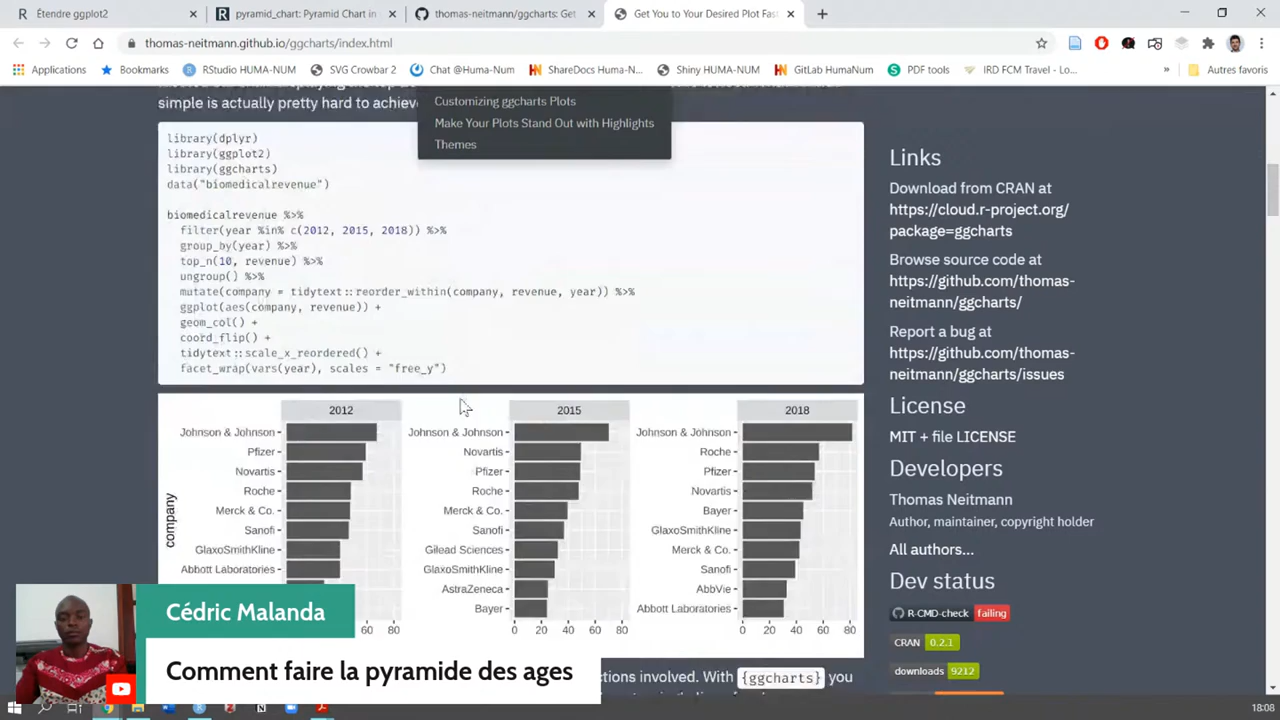 Étendre ggplot2
pyramid_chart: Pyramid Chart in
thomas-neitmann/ggcharts: Get
Get You to Your Desired Plot Fas
thomas-neitmann.github.io/ggcharts/index.html
Applications
Bookmarks
RStudio HUMA-NUM
SVG Crowbar 2
Chat @Huma-Num
ShareDocs Huma-N...
Shiny HUMA-NUM
GitLab HumaNum
PDF tools
IRD FCM Travel - Lo...
»
Autres favoris
simple is actually pretty hard to achieve
Customizing ggcharts Plots
Make Your Plots Stand Out with Highlights
Themes
library(dplyr)
library(ggplot2)
library(ggcharts)
data("biomedicalrevenue")
biomedicalrevenue %>%
filter(year %in% c(2012, 2015, 2018)) %>%
group_by(year) %>%
top_n(10, revenue) %>%
ungroup() %>%
mutate(company = tidytext::reorder_within(company, revenue, year)) %>%
ggplot(aes(company, revenue)) +
geom_col() +
coord_flip() +
tidytext::scale_x_reordered() +
facet_wrap(vars(year), scales = "free_y")
company
2012
Johnson & Johnson
Pfizer
Novartis
Roche
Merck & Co.
Sanofi
GlaxoSmithKline
Abbott Laboratories
60 80
2015
Johnson & Johnson
Novartis
Pfizer
Roche
Merck & Co.
Sanofi
Gilead Sciences
GlaxoSmithKline
AstraZeneca
Bayer
0 20 40 60 80
2018
Johnson & Johnson
Roche
Pfizer
Novartis
Bayer
GlaxoSmithKline
Merck & Co.
Sanofi
AbbVie
Abbott Laboratories
0 20 40 60 80
ctions involved. With {ggcharts} you
Links
Download from CRAN at
https://cloud.r-project.org/
package=ggcharts
Browse source code at
https://github.com/thomas-
neitmann/ggcharts/
Report a bug at
https://github.com/thomas-
neitmann/ggcharts/issues
License
MIT + file LICENSE
Developers
Thomas Neitmann
Author, maintainer, copyright holder
All authors...
Dev status
R-CMD-check failing
CRAN 0.2.1
downloads 9212
Cédric Malanda
Comment faire la pyramide des ages
18:08